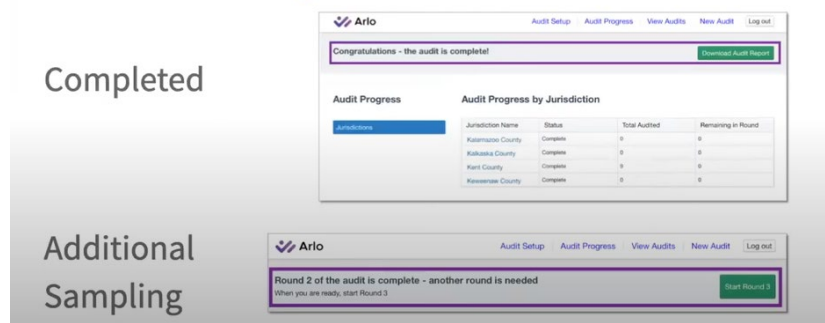 Completed
Arlo
Audit Setup Audit Progress View Audits New Audit Log out
Congratulations - the audit is complete!
Download Audit Report
Audit Progress
Audit Progress by Jurisdiction
Jurisdictions
Jurisdiction Name Status Total Audited Remaining in Round
Kalamazoo County Complete 0 0
Kalkaska County Complete 0 0
Kent County Complete 0
Keweenaw County Complete 0 0
Additional
Sampling
Arlo
Audit Setup Audit Progress View Audits New Audit Log out
Round 2 of the audit is complete - another round is needed
When you are ready, start Round 3
Start Round 3